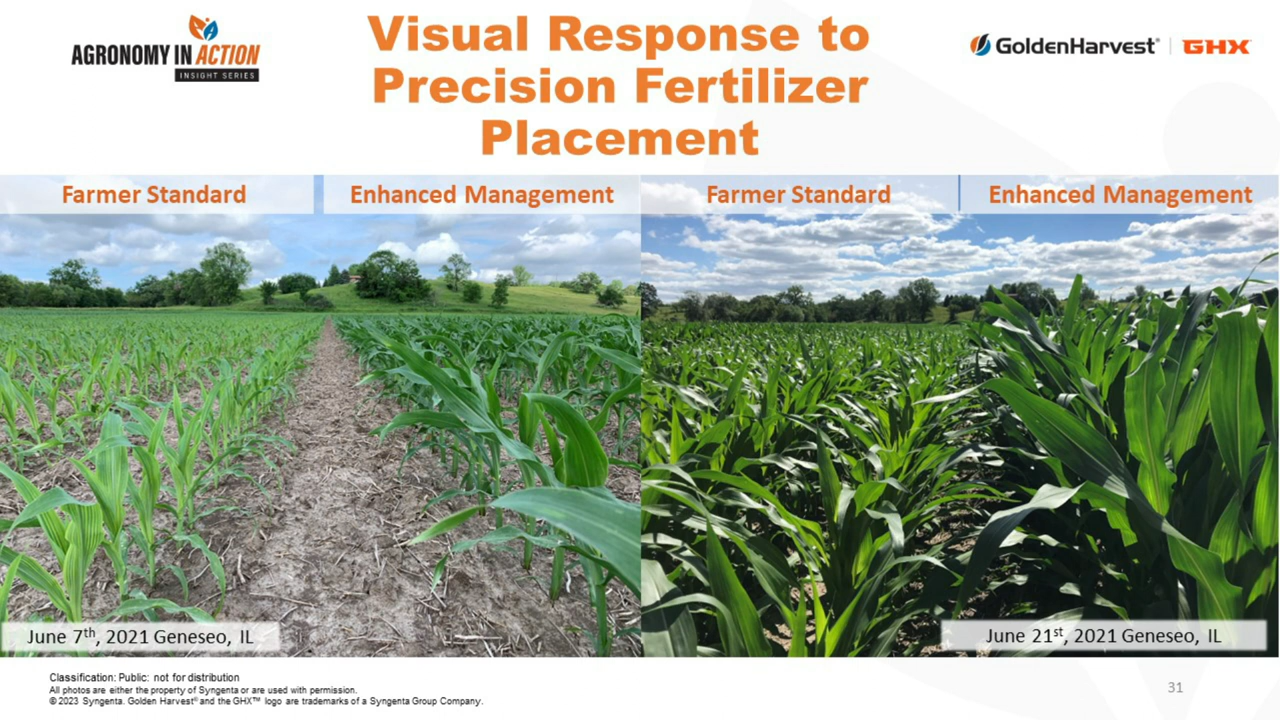 AGRONOMY IN ACTION
INSIGHT SERIES
Visual Response to
Precision Fertilizer
Placement
GoldenHarvest® | GHX™
Farmer Standard
Enhanced Management
Farmer Standard
Enhanced Management
June 7th, 2021 Geneseo, IL
June 21st, 2021 Geneseo, IL
Classification: Public: not for distribution
All photos are either the property of Syngenta or are used with permission.
© 2023 Syngenta. Golden Harvest® and the GHX™ logo are trademarks of a Syngenta Group Company.
31